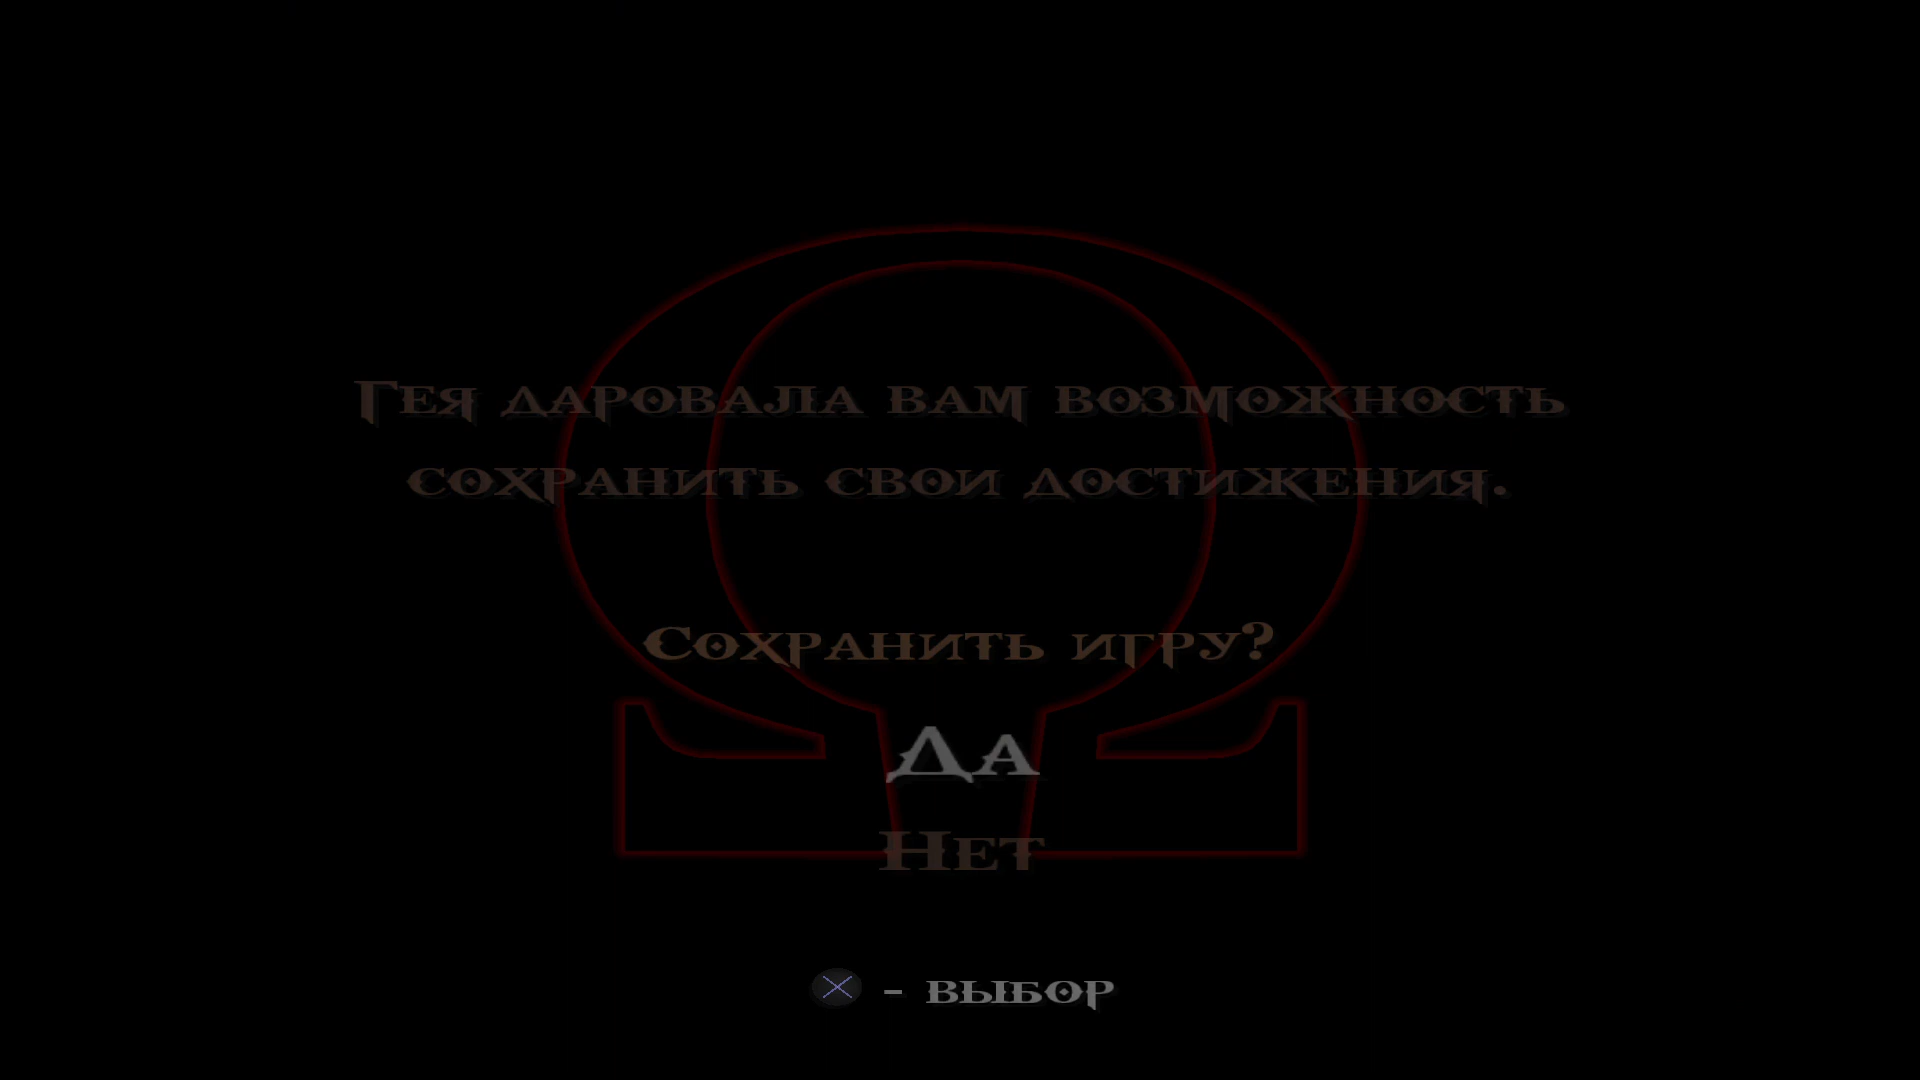 Гея даровала вам возможность
сохранить свои достижения.
Сохранить игру?
Да
Нет
- выбор